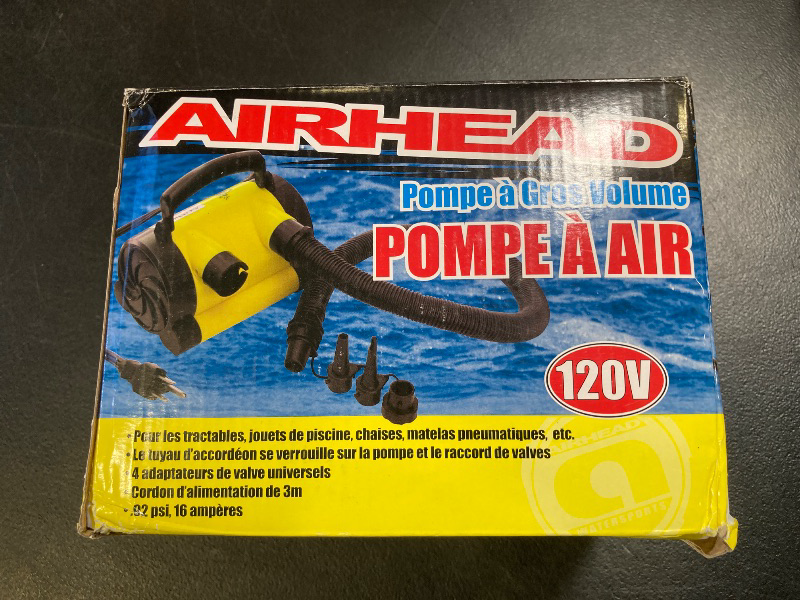 AIRHEAD
Pompe à Gros Volume
POMPE À AIR
120V
• Pour les tractables, jouets de piscine, chaises, matelas pneumatiques, etc.
• Le tuyau d'accordéon se verrouille sur la pompe et le raccord de valves
• 4 adaptateurs de valve universels
• Cordon d'alimentation de 3m
• .92 psi, 16 ampères
AIRHEAD
a
WATERSPORTS